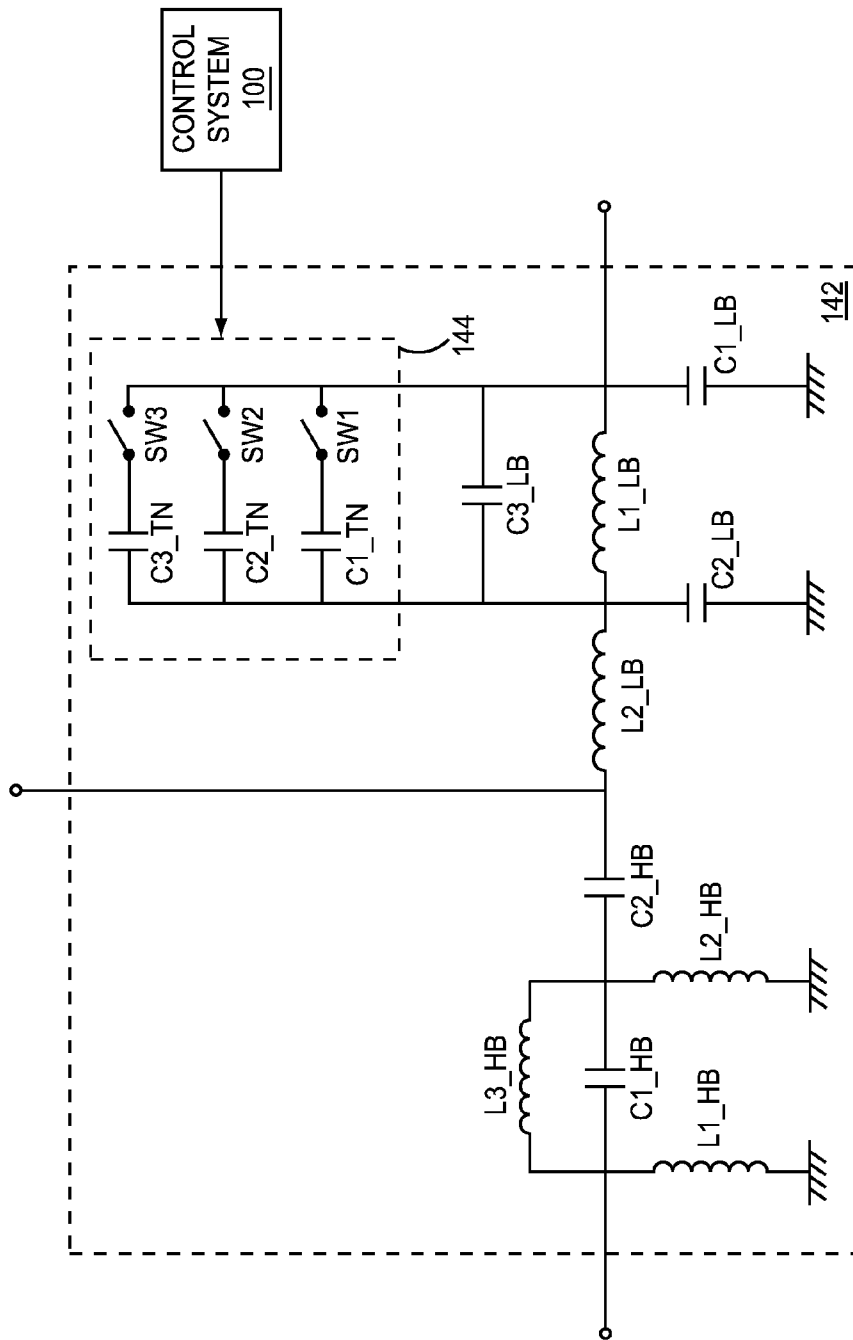 CONTROL
SYSTEM
100
144
SW3
SW2
SW1
C3_TN
C2_TN
C1_TN
C3_LB
142
C1_LB
L1_LB
C2_LB
L2_LB
C2_HB
L2_HB
L3_HB
C1_HB
L1_HB